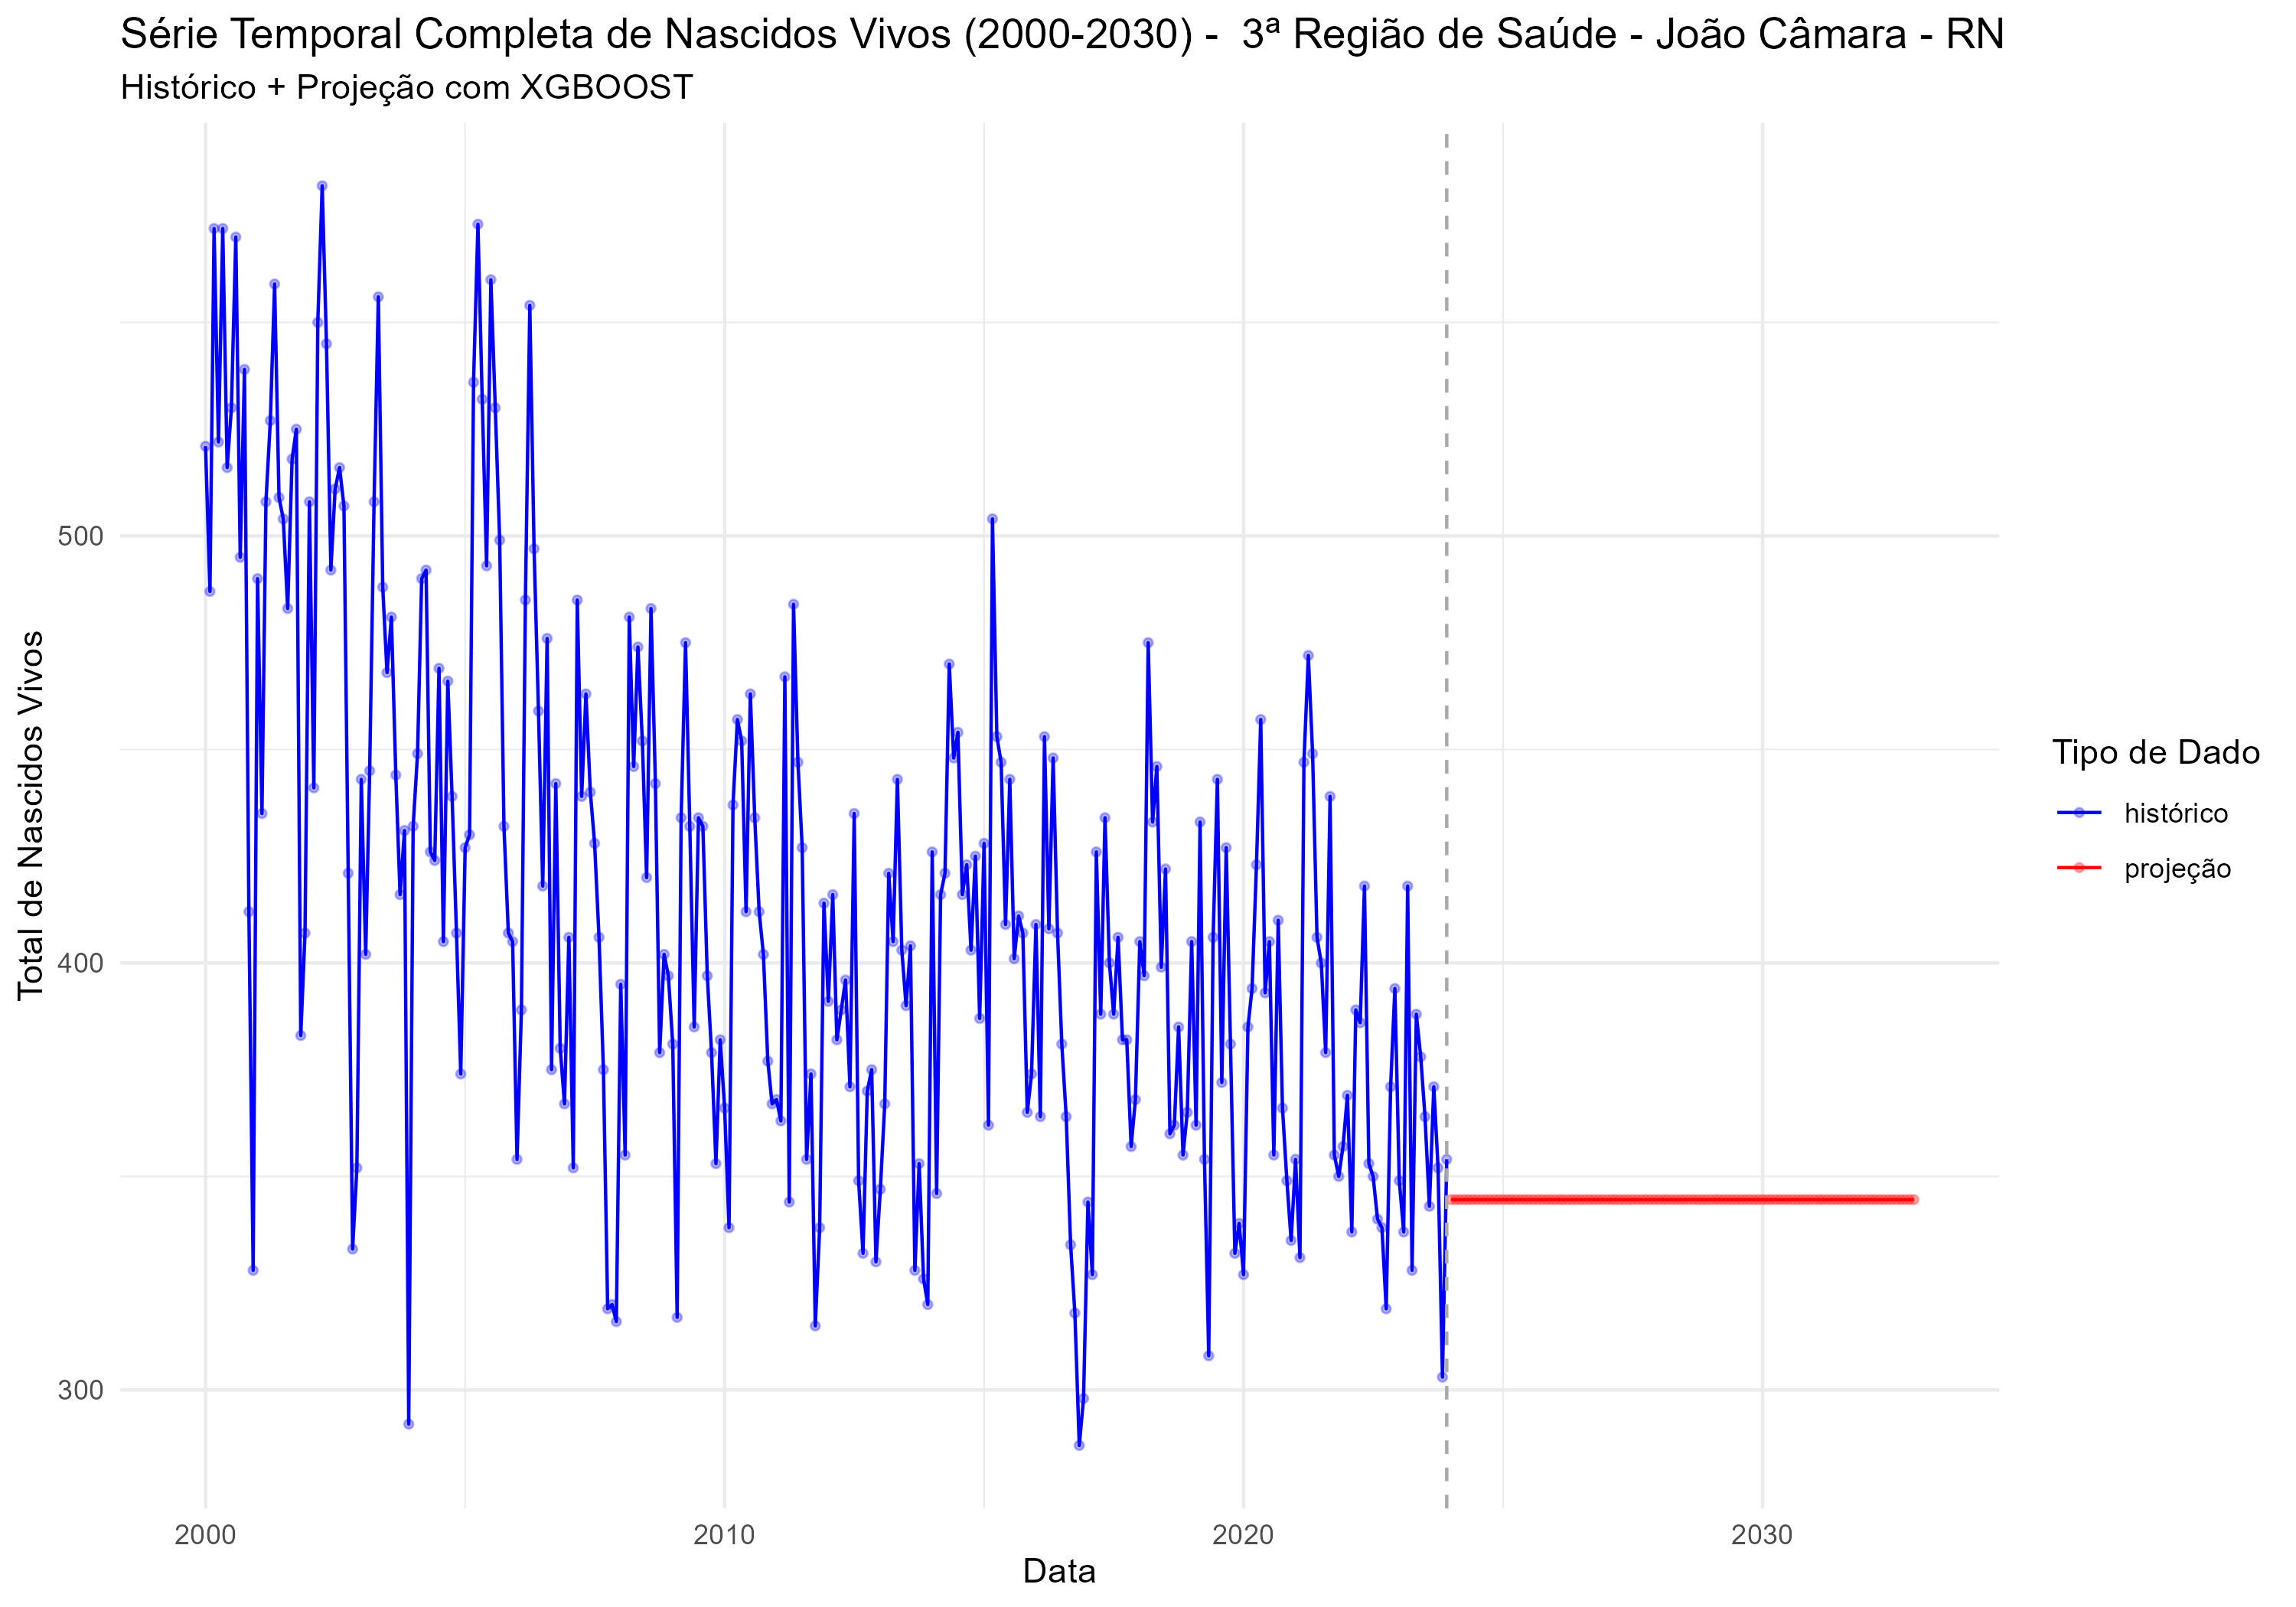 Série Temporal Completa de Nascidos Vivos (2000-2030) -  3ª Região de Saúde - João Câmara - RN
Histórico + Projeção com XGBOOST
Total de Nascidos Vivos
500
400
300
2000
2010
2020
2030
Data
Tipo de Dado
histórico
projeção